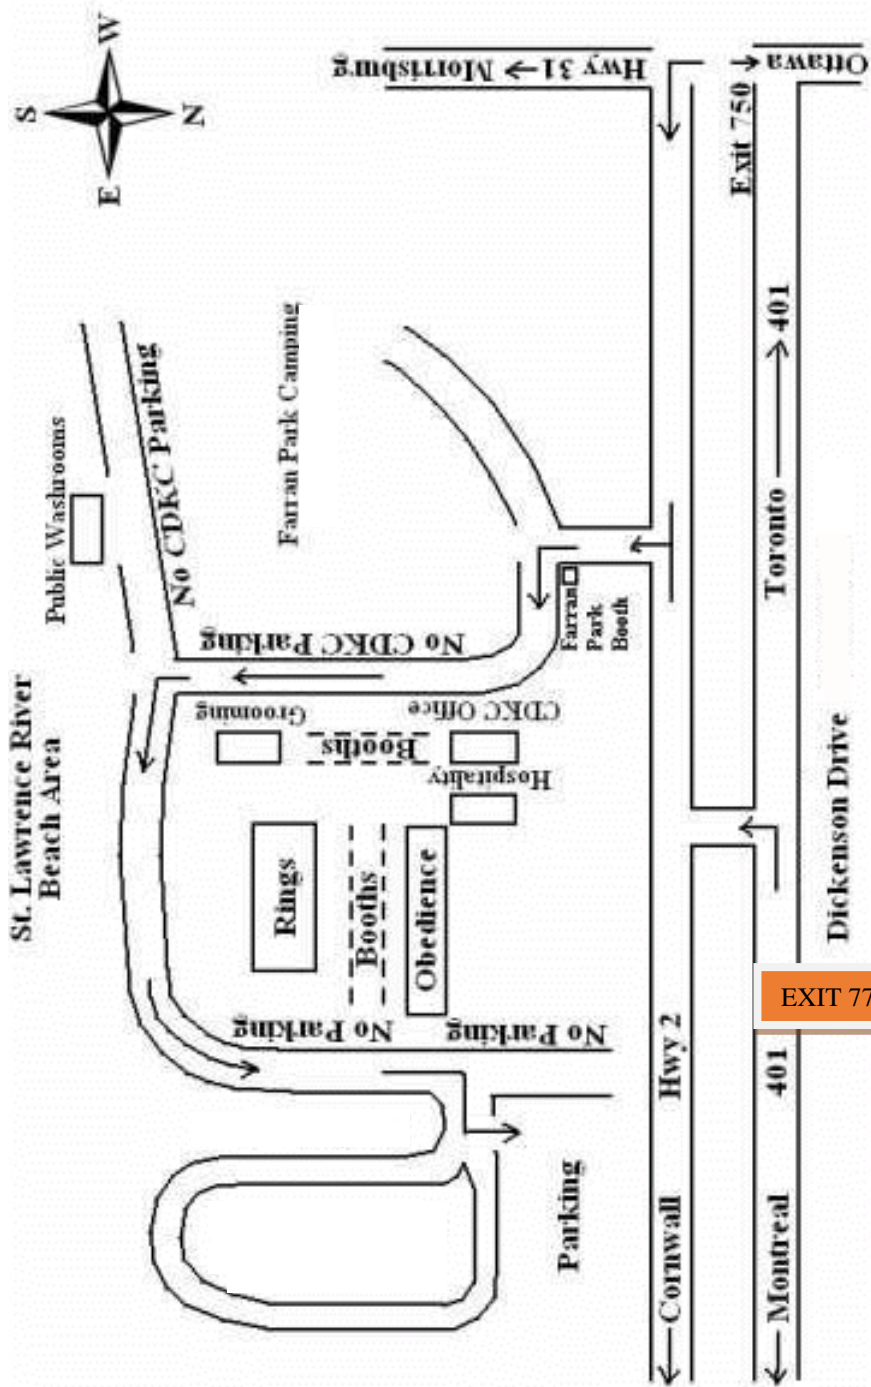 St. Lawrence River
Beach Area
Public Washrooms
S
E
W
N
No CDKC Parking
Farran Park Camping
No CDKC Parking
Grooming
Booths
CDKC Office
Hospitality
Rings
Booths
Obedience
No Parking
No Parking
Parking
Farran
Park
Booth
Hwy 31
Morrisburg
Cornwall
Hwy 2
Exit 750
Ottawa
Montreal
401
Toronto
401
EXIT 77
Dickenson Drive